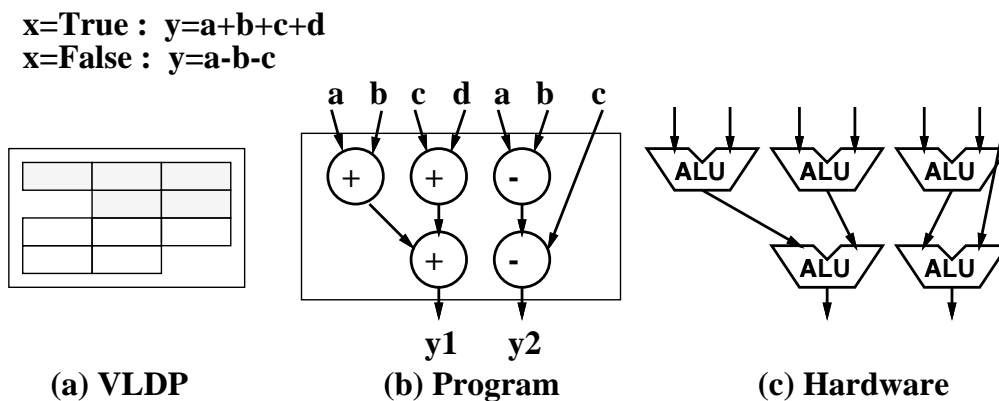 x=True : y=a+b+c+d
x=False : y=a-b-c
a b c d a b c
+ + -
ALU ALU ALU
+ -
ALU ALU
y1 y2
(a) VLDP
(b) Program
(c) Hardware